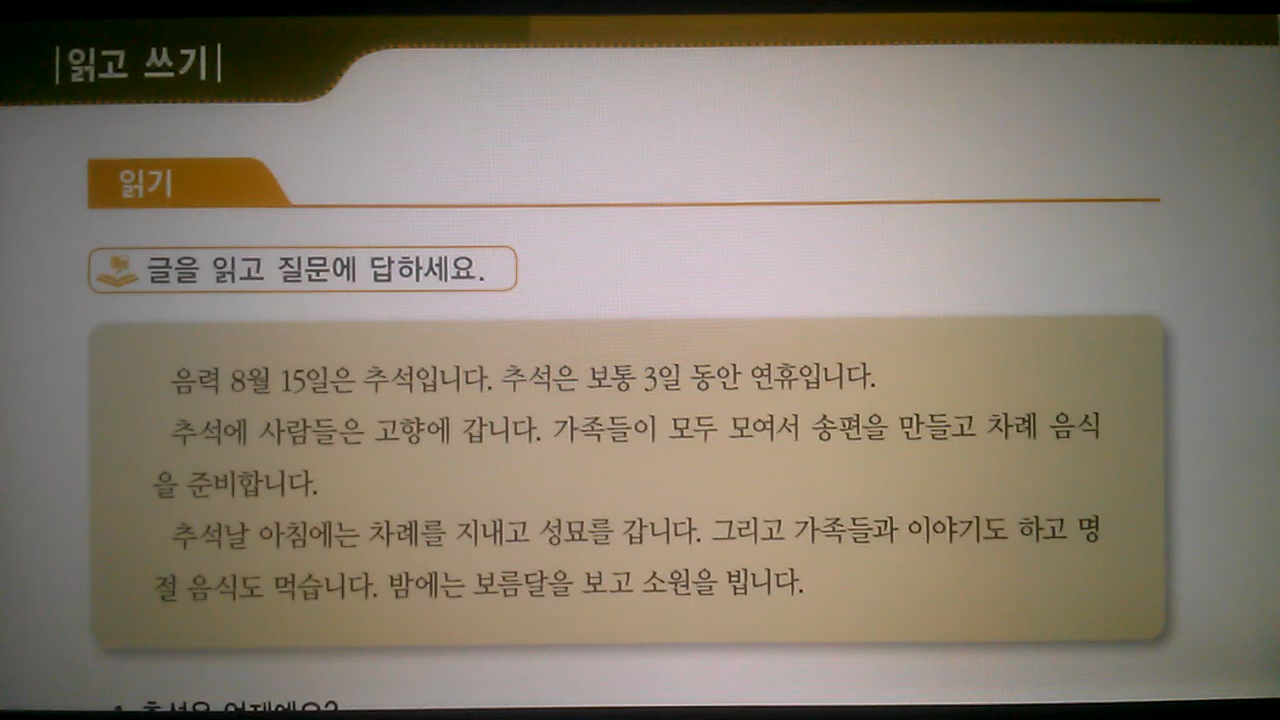 |읽고 쓰기|
읽기
글을 읽고 질문에 답하세요.
음력 8월 15일은 추석입니다. 추석은 보통 3일 동안 연휴입니다.
추석에 사람들은 고향에 갑니다. 가족들이 모두 모여서 송편을 만들고 차례 음식
을 준비합니다.
추석날 아침에는 차례를 지내고 성묘를 갑니다. 그리고 가족들과 이야기도 하고 명
절 음식도 먹습니다. 밤에는 보름달을 보고 소원을 빕니다.